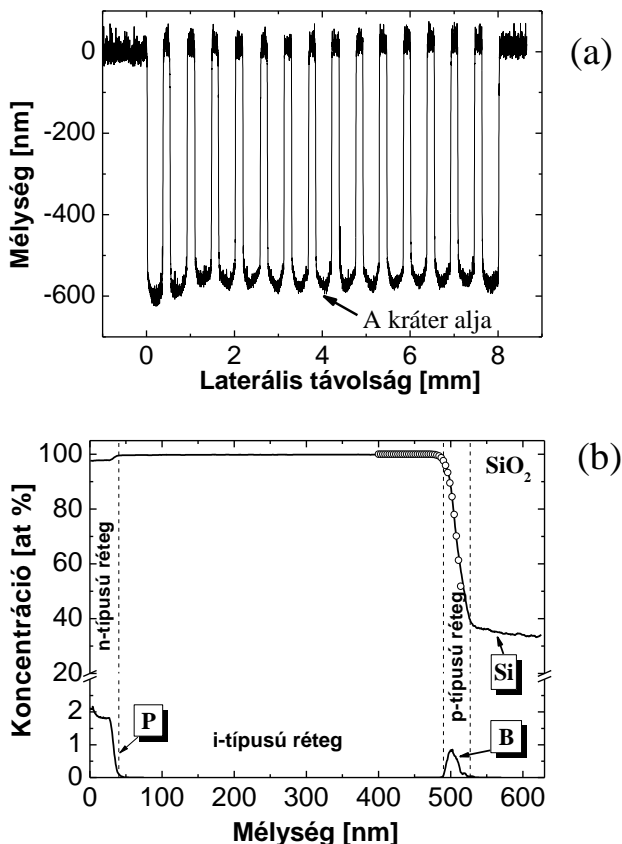 (a)
Mélység [nm]
0
-200
-400
-600
A kráter alja
0 2 4 6 8
Laterális távolság [mm]
(b)
Koncentráció [at %]
100
80
60
40
20
2
1
0
n-típusú réteg
P
i-típusú réteg
p-típusú réteg
SiO₂
Si
B
0 100 200 300 400 500 600
Mélység [nm]